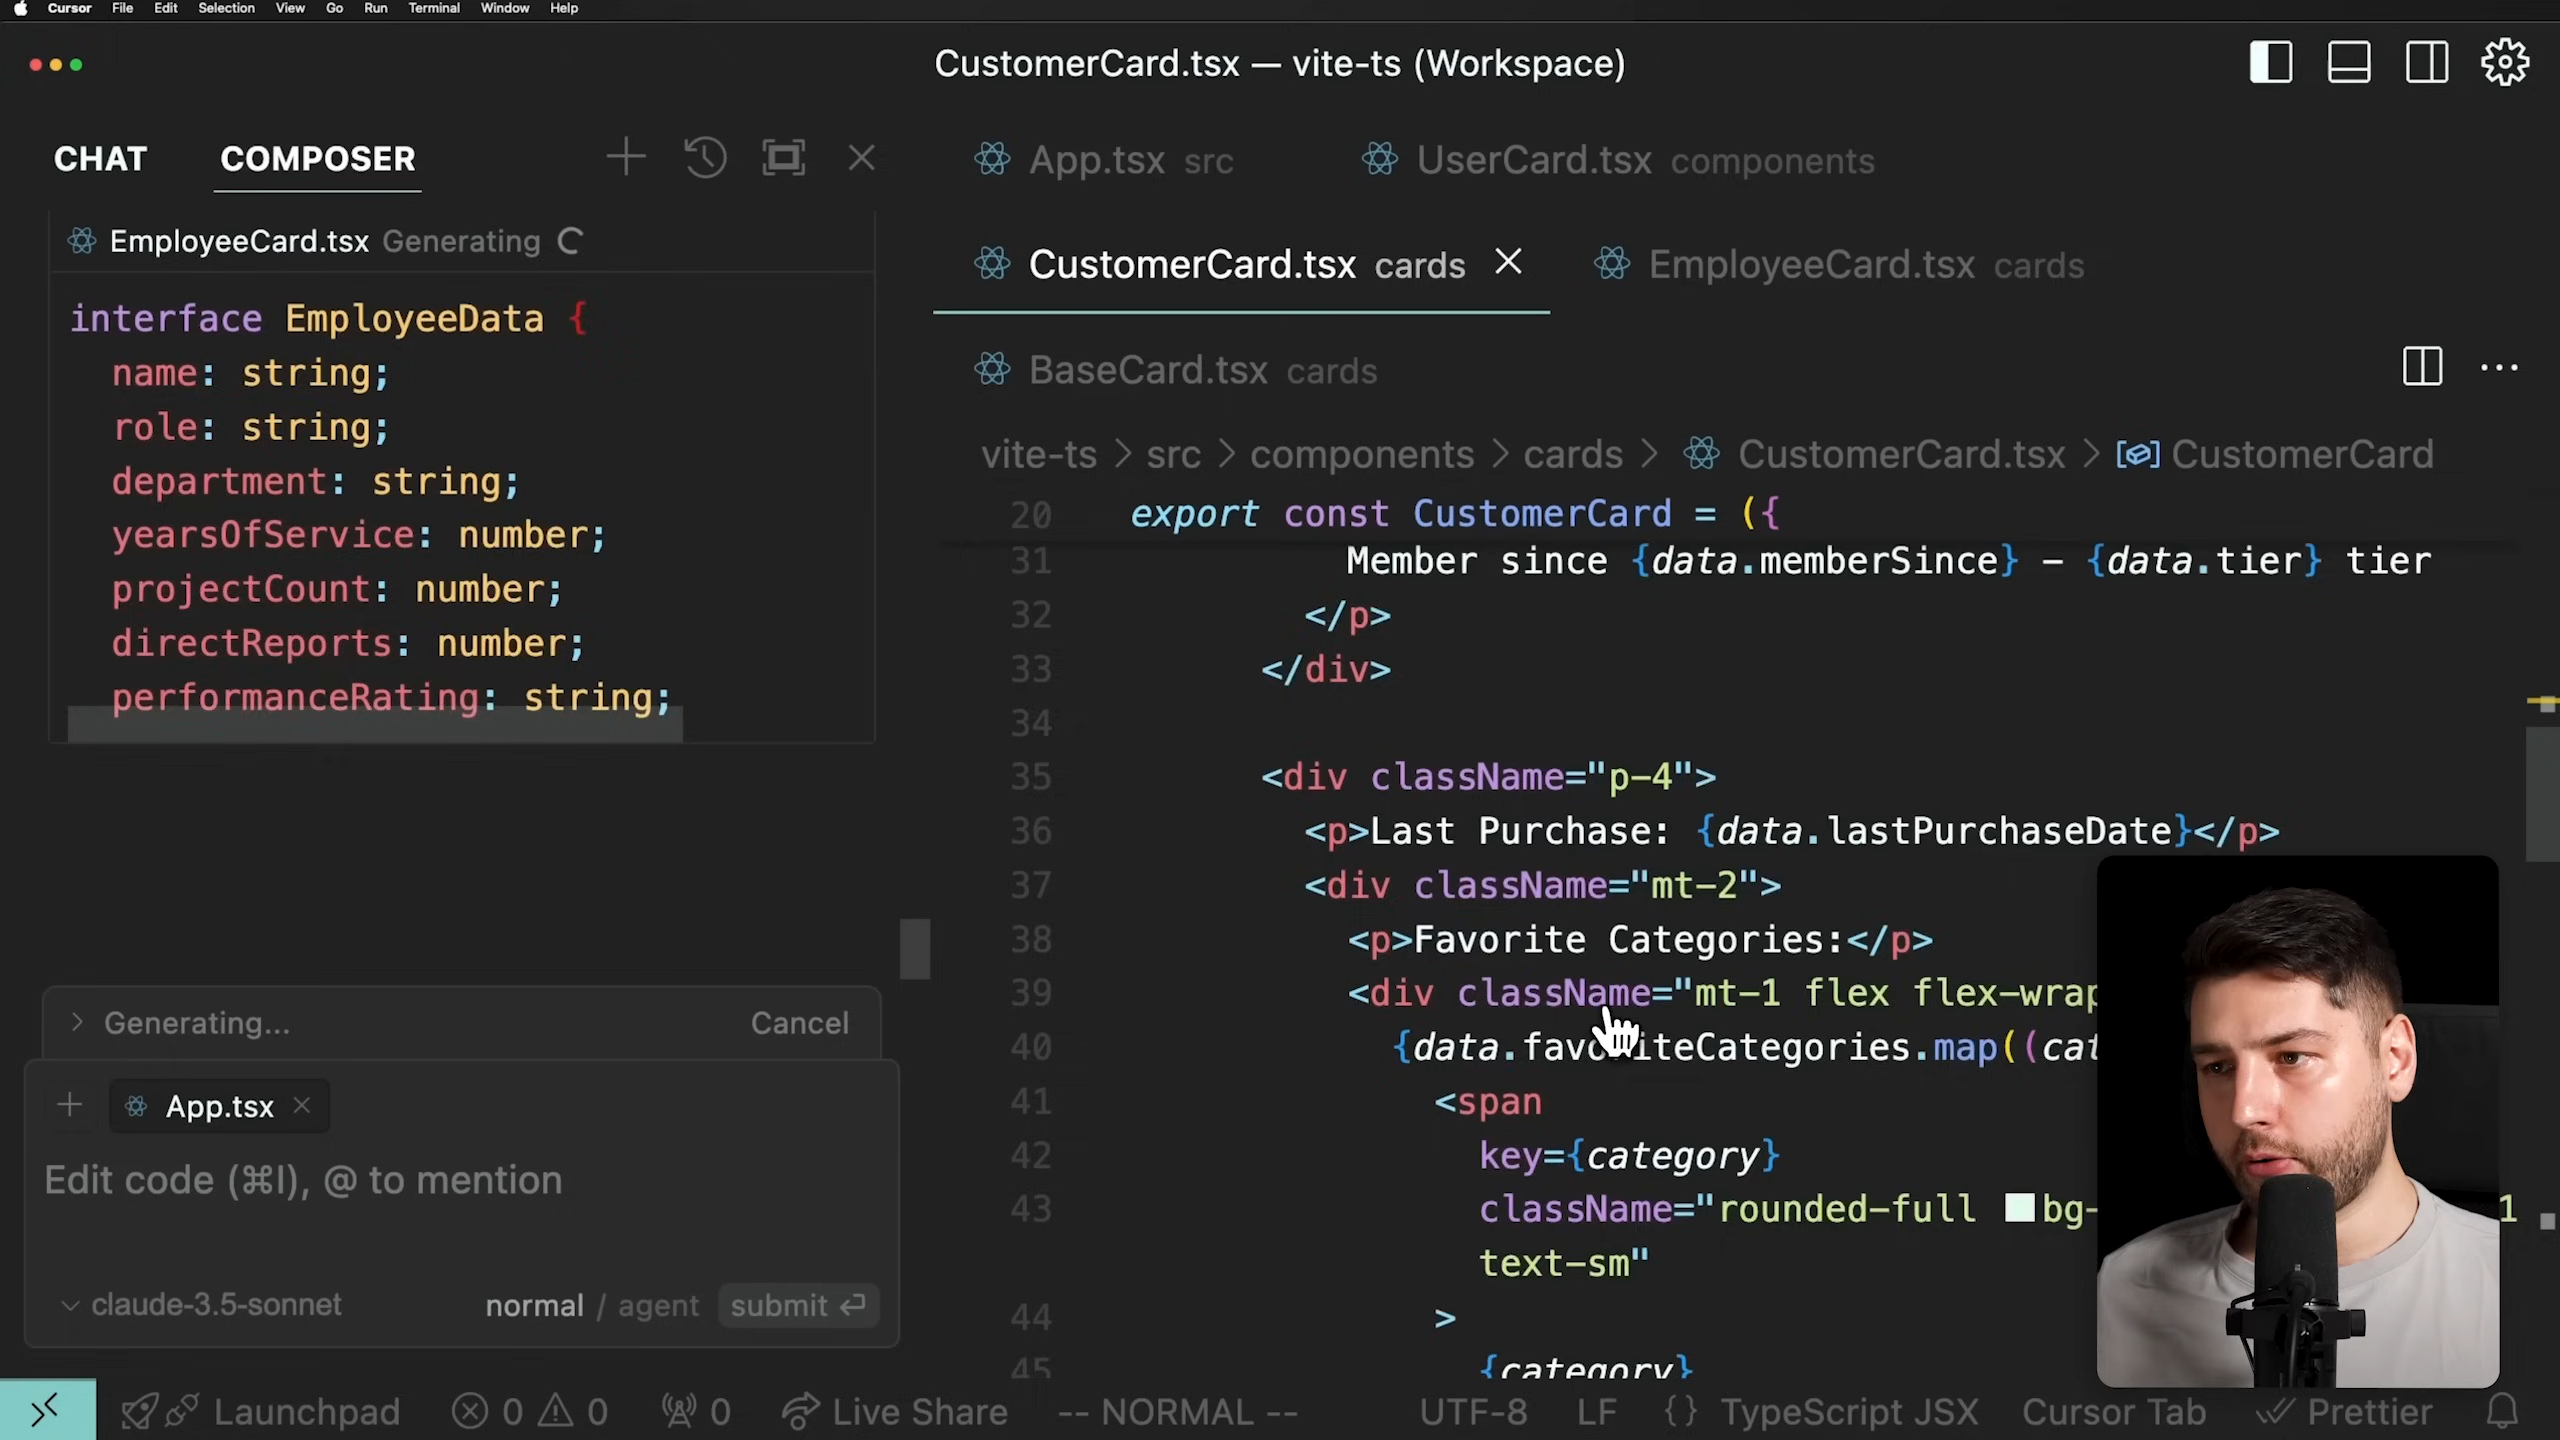 Cursor File Edit Selection View Go Run Terminal Window Help
CustomerCard.tsx — vite-ts (Workspace)
CHAT COMPOSER
EmployeeCard.tsx Generating
interface EmployeeData {
name: string;
role: string;
department: string;
yearsOfService: number;
projectCount: number;
directReports: number;
performanceRating: string;
Generating... Cancel
App.tsx
Edit code (⌘I), @ to mention
claude-3.5-sonnet normal / agent submit
App.tsx src UserCard.tsx components
CustomerCard.tsx cards EmployeeCard.tsx cards
BaseCard.tsx cards
vite-ts > src > components > cards > CustomerCard.tsx > CustomerCard
20 export const CustomerCard = ({
31 Member since {data.memberSince} - {data.tier} tier
32 </p>
33 </div>
34
35 <div className="p-4">
36 <p>Last Purchase: {data.lastPurchaseDate}</p>
37 <div className="mt-2">
38 <p>Favorite Categories:</p>
39 <div className="mt-1 flex flex-wrap
40 {data.favoriteCategories.map((cat
41 <span
42 key={category}
43 className="rounded-full bg- 1
text-sm"
44 >
45 {category}
Launchpad 0 0 0 Live Share -- NORMAL -- UTF-8 LF {} TypeScript JSX Cursor Tab Prettier